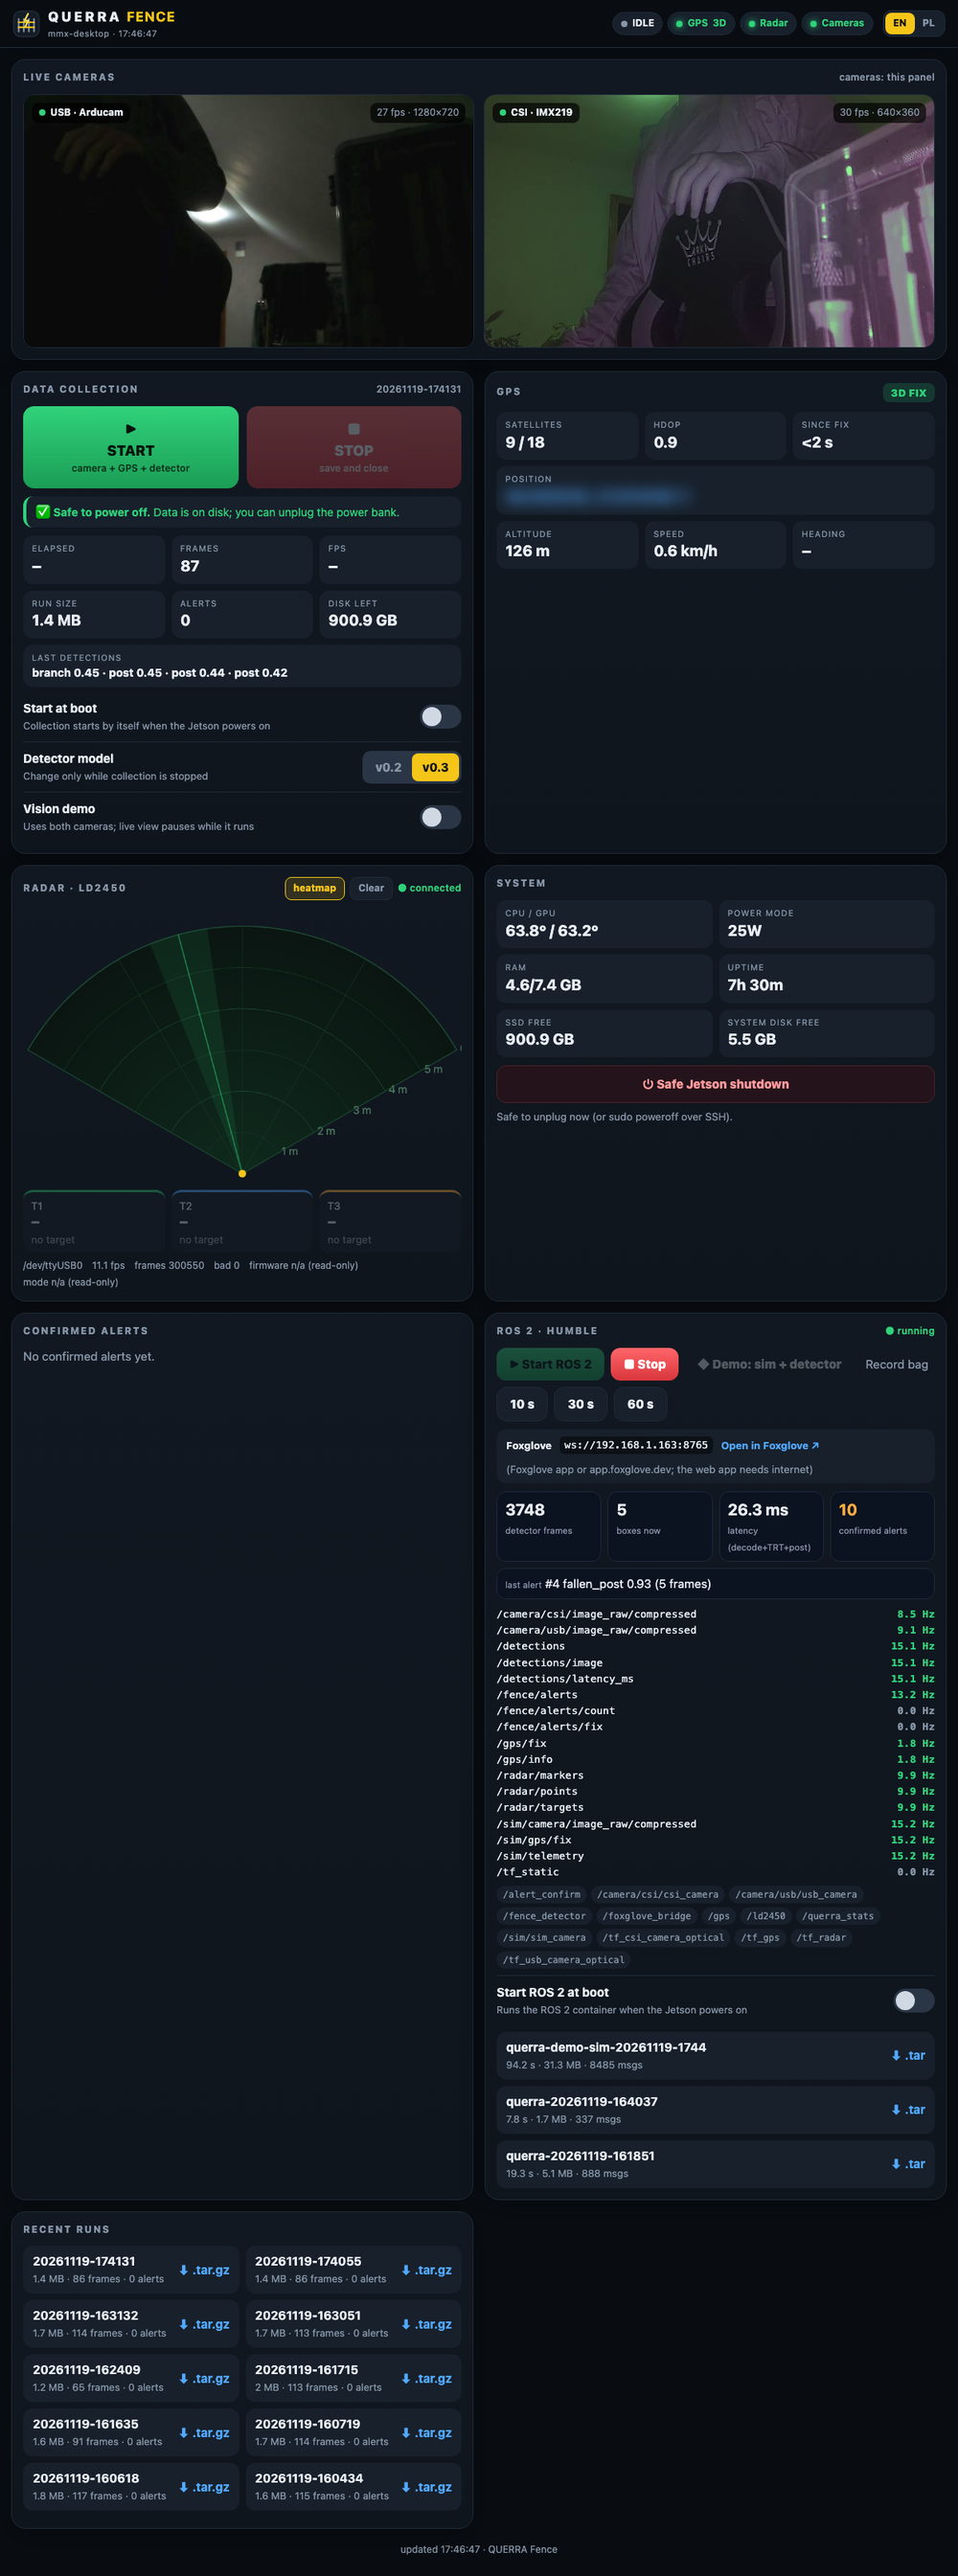 QUERRA FENCE
mmx-desktop · 17:46:47
IDLE
GPS 3D
Radar
Cameras
EN
PL
LIVE CAMERAS
cameras: this panel
USB · Arducam
27 fps · 1280×720
CSI · IMX219
30 fps · 640×360
CHAIRS
DATA COLLECTION
20261119-174131
START
camera + GPS + detector
STOP
save and close
Safe to power off. Data is on disk; you can unplug the power bank.
ELAPSED
–
FRAMES
87
FPS
–
RUN SIZE
1.4 MB
ALERTS
0
DISK LEFT
900.9 GB
LAST DETECTIONS
branch 0.45 · post 0.45 · post 0.44 · post 0.42
Start at boot
Collection starts by itself when the Jetson powers on
Detector model
Change only while collection is stopped
v0.2
v0.3
Vision demo
Uses both cameras; live view pauses while it runs
GPS
3D FIX
SATELLITES
9 / 18
HDOP
0.9
SINCE FIX
<2 s
POSITION
ALTITUDE
126 m
SPEED
0.6 km/h
HEADING
–
RADAR · LD2450
heatmap
Clear
connected
5 m
4 m
3 m
2 m
1 m
T1
–
no target
T2
–
no target
T3
–
no target
/dev/ttyUSB0 11.1 fps frames 300550 bad 0 firmware n/a (read-only)
mode n/a (read-only)
SYSTEM
CPU / GPU
63.8° / 63.2°
POWER MODE
25W
RAM
4.6/7.4 GB
UPTIME
7h 30m
SSD FREE
900.9 GB
SYSTEM DISK FREE
5.5 GB
Safe Jetson shutdown
Safe to unplug now (or sudo poweroff over SSH).
CONFIRMED ALERTS
No confirmed alerts yet.
ROS 2 · HUMBLE
running
Start ROS 2
Stop
Demo: sim + detector
Record bag
10 s
30 s
60 s
Foxglove ws://192.168.1.163:8765 Open in Foxglove ↗
(Foxglove app or app.foxglove.dev; the web app needs internet)
3748
detector frames
5
boxes now
26.3 ms
latency
(decode+TRT+post)
10
confirmed alerts
last alert #4 fallen_post 0.93 (5 frames)
/camera/csi/image_raw/compressed 8.5 Hz
/camera/usb/image_raw/compressed 9.1 Hz
/detections 15.1 Hz
/detections/image 15.1 Hz
/detections/latency_ms 15.1 Hz
/fence/alerts 13.2 Hz
/fence/alerts/count 0.0 Hz
/fence/alerts/fix 0.0 Hz
/gps/fix 1.8 Hz
/gps/info 1.8 Hz
/radar/markers 9.9 Hz
/radar/points 9.9 Hz
/radar/targets 9.9 Hz
/sim/camera/image_raw/compressed 15.2 Hz
/sim/gps/fix 15.2 Hz
/sim/telemetry 15.2 Hz
/tf_static 0.0 Hz
/alert_confirm /camera/csi/csi_camera /camera/usb/usb_camera
/fence_detector /foxglove_bridge /gps /ld2450 /querra_stats
/sim/sim_camera /tf_csi_camera_optical /tf_gps /tf_radar
/tf_usb_camera_optical
Start ROS 2 at boot
Runs the ROS 2 container when the Jetson powers on
querra-demo-sim-20261119-1744
94.2 s · 31.3 MB · 8485 msgs
.tar
querra-20261119-164037
7.8 s · 1.7 MB · 337 msgs
.tar
querra-20261119-161851
19.3 s · 5.1 MB · 888 msgs
.tar
RECENT RUNS
20261119-174131
1.4 MB · 86 frames · 0 alerts
.tar.gz
20261119-174055
1.4 MB · 86 frames · 0 alerts
.tar.gz
20261119-163132
1.7 MB · 114 frames · 0 alerts
.tar.gz
20261119-163051
1.7 MB · 113 frames · 0 alerts
.tar.gz
20261119-162409
1.2 MB · 65 frames · 0 alerts
.tar.gz
20261119-161715
2 MB · 113 frames · 0 alerts
.tar.gz
20261119-161635
1.6 MB · 91 frames · 0 alerts
.tar.gz
20261119-160719
1.7 MB · 114 frames · 0 alerts
.tar.gz
20261119-160618
1.8 MB · 117 frames · 0 alerts
.tar.gz
20261119-160434
1.6 MB · 115 frames · 0 alerts
.tar.gz
updated 17:46:47 · QUERRA Fence